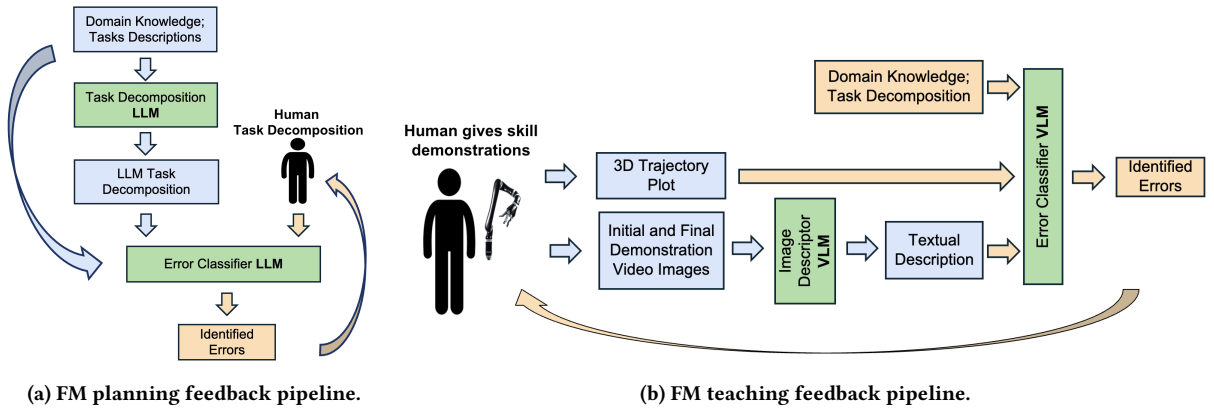 Domain Knowledge;
Tasks Descriptions
Task Decomposition
LLM
LLM Task
Decomposition
Human
Task Decomposition
Error Classifier LLM
Identified
Errors
(a) FM planning feedback pipeline.
Human gives skill
demonstrations
3D Trajectory
Plot
Initial and Final
Demonstration
Video Images
Image
Descriptor
VLM
Textual
Description
Domain Knowledge;
Task Decomposition
Error Classifier VLM
Identified
Errors
(b) FM teaching feedback pipeline.